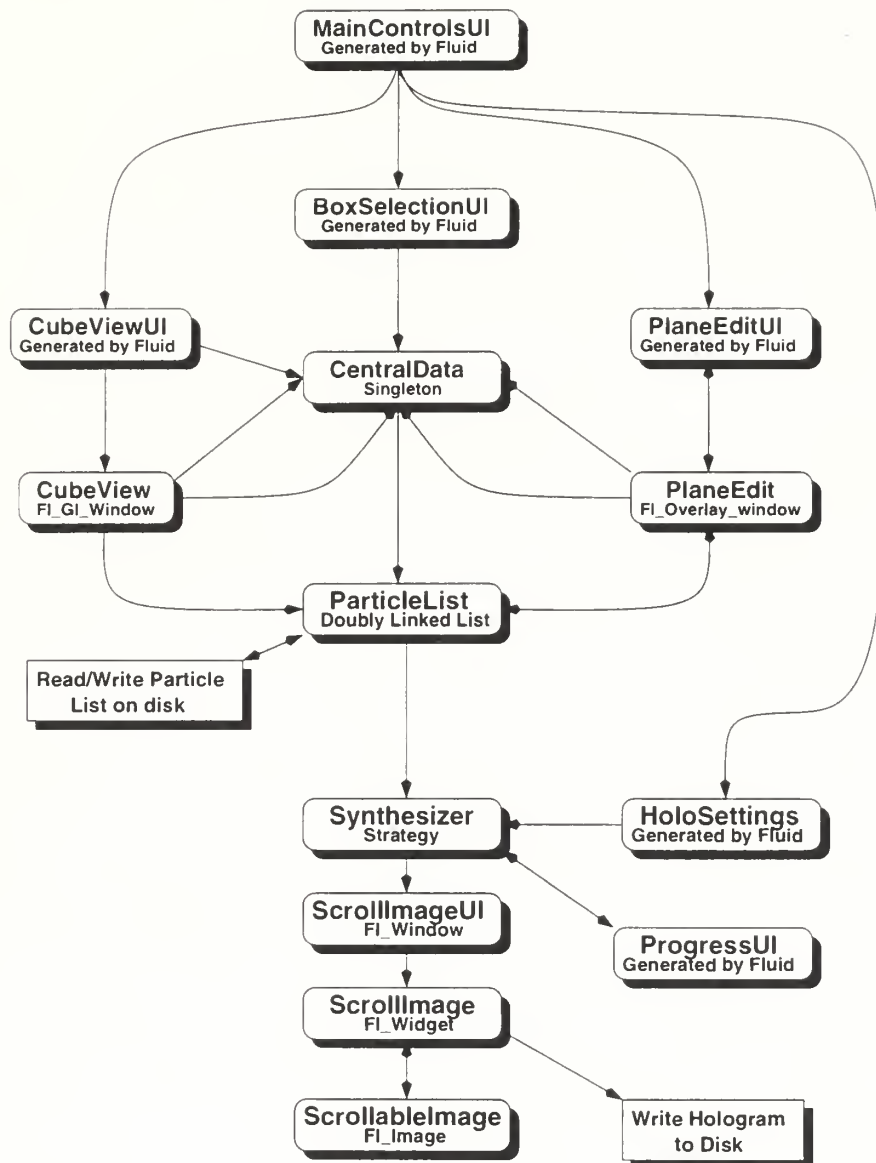 MainControlsUI
Generated by Fluid
BoxSelectionUI
Generated by Fluid
CubeViewUI
Generated by Fluid
PlaneEditUI
Generated by Fluid
CentralData
Singleton
CubeView
Fl_Gl_Window
PlaneEdit
Fl_Overlay_window
ParticleList
Doubly Linked List
Read/Write Particle
List on disk
Synthesizer
Strategy
HoloSettings
Generated by Fluid
ScrollImageUI
Fl_Window
ProgressUI
Generated by Fluid
ScrollImage
Fl_Widget
ScrollableImage
Fl_Image
Write Hologram
to Disk